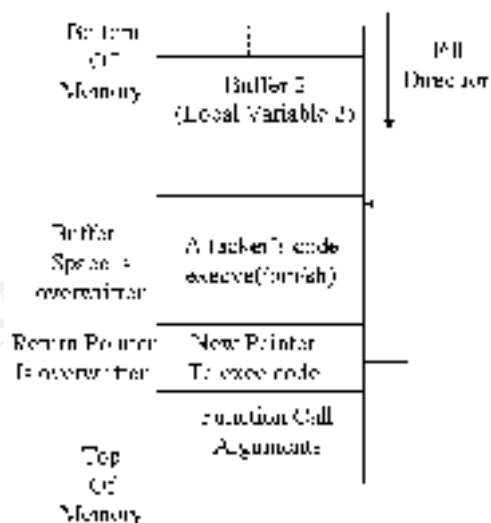 Bottom
Of
Memory
Fill
Direction
Buffer 2
(Local Variable 2)
Buffer
Space is
overwritten
Attacker's code
execve(/bin/sh)
Return Pointer
Is overwritten
New Pointer
To exec code
Function Call
Arguments
Top
Of
Memory